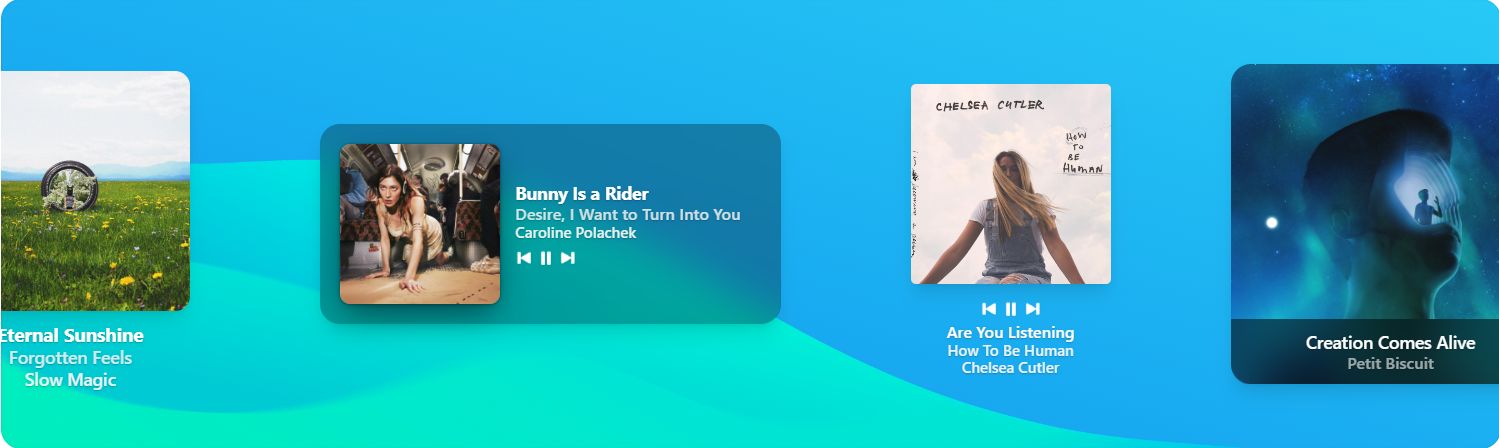 Eternal Sunshine
Forgotten Feels
Slow Magic
Bunny Is a Rider
Desire, I Want to Turn Into You
Caroline Polachek
CHELSEA CUTLER
HOW
TO
BE
HUMAN
Are You Listening
How To Be Human
Chelsea Cutler
Creation Comes Alive
Petit Biscuit